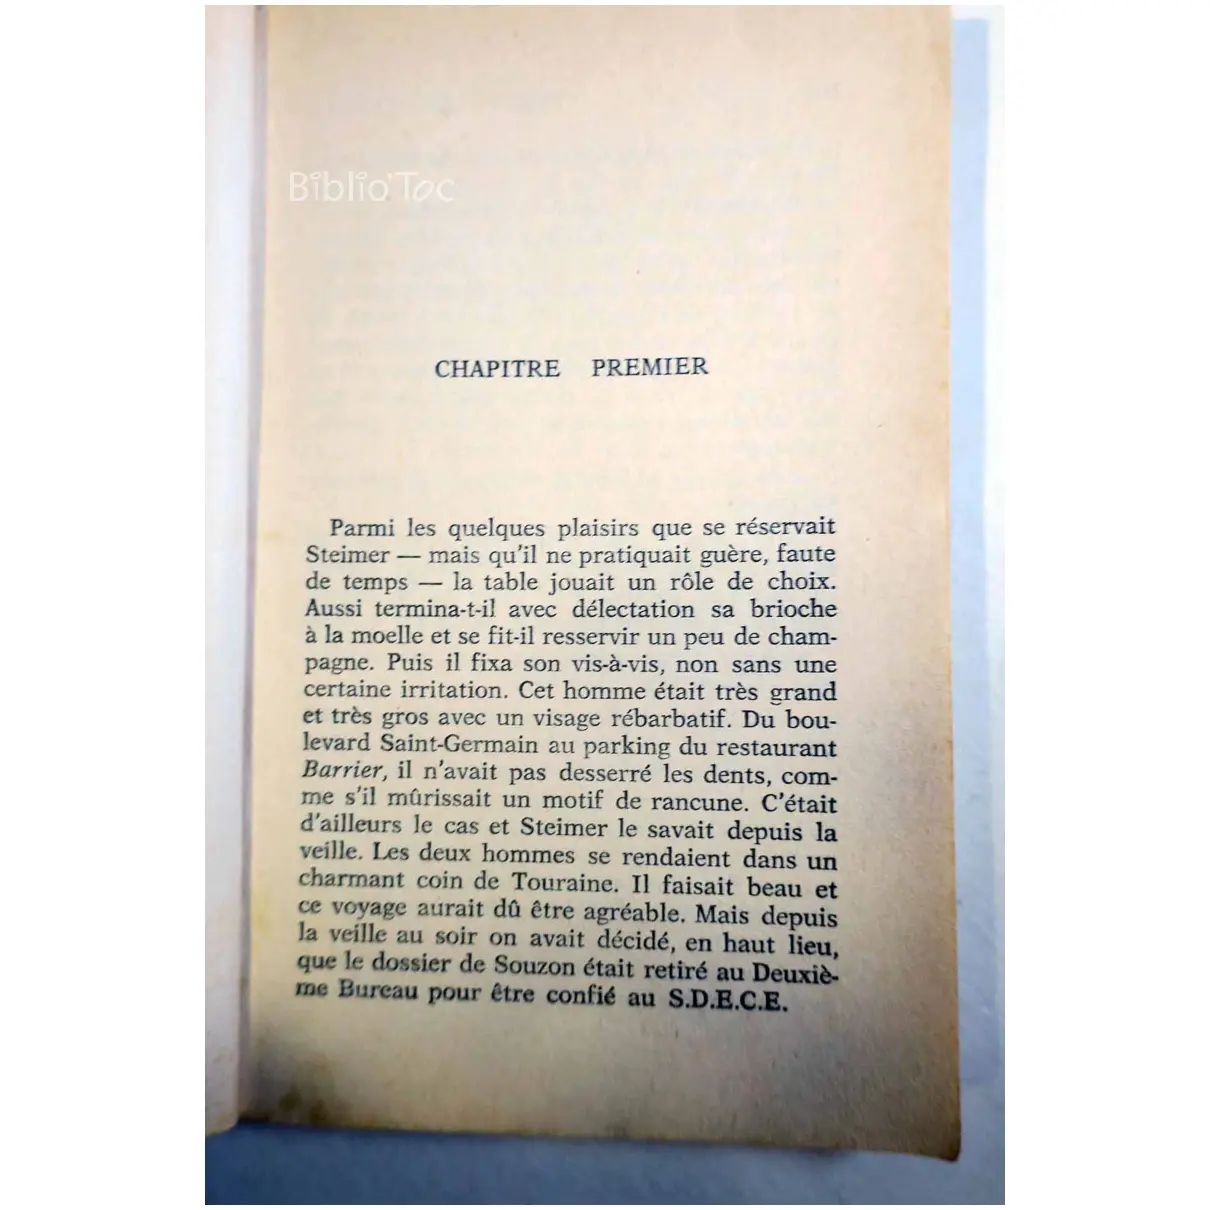 Biblio'Toc
CHAPITRE PREMIER
Parmi les quelques plaisirs que se réservait
Steimer — mais qu'il ne pratiquait guère, faute
de temps — la table jouait un rôle de choix.
Aussi termina-t-il avec délectation sa brioche
à la moelle et se fit-il resservir un peu de cham-
pagne. Puis il fixa son vis-à-vis, non sans une
certaine irritation. Cet homme était très grand
et très gros avec un visage rébarbatif. Du bou-
levard Saint-Germain au parking du restaurant
Barrier, il n'avait pas desserré les dents, com-
me s'il mûrissait un motif de rancune. C'était
d'ailleurs le cas et Steimer le savait depuis la
veille. Les deux hommes se rendaient dans un
charmant coin de Touraine. Il faisait beau et
ce voyage aurait dû être agréable. Mais depuis
la veille au soir on avait décidé, en haut lieu,
que le dossier de Souzon était retiré au Deuxiè-
me Bureau pour être confié au S.D.E.C.E.